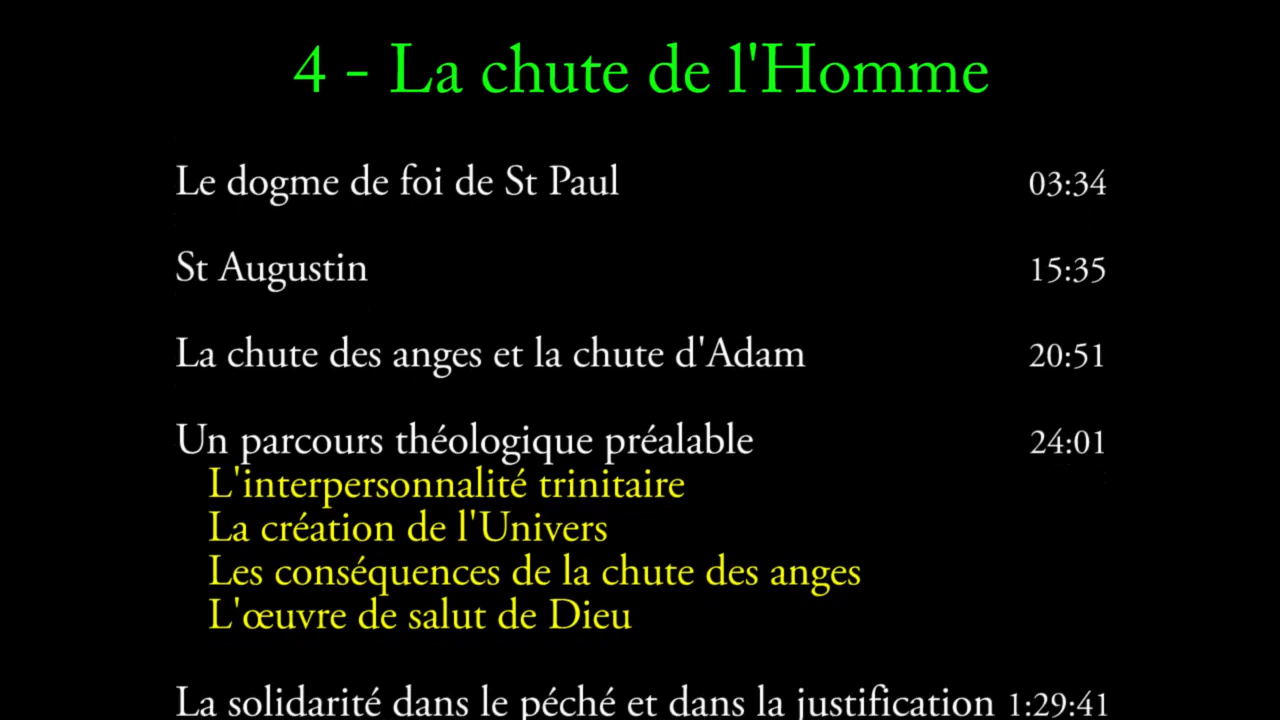 4 - La chute de l'Homme
Le dogme de foi de St Paul 03:34
St Augustin 15:35
La chute des anges et la chute d'Adam 20:51
Un parcours théologique préalable 24:01
L'interpersonnalité trinitaire
La création de l'Univers
Les conséquences de la chute des anges
L'œuvre de salut de Dieu
La solidarité dans le péché et dans la justification 1:29:41